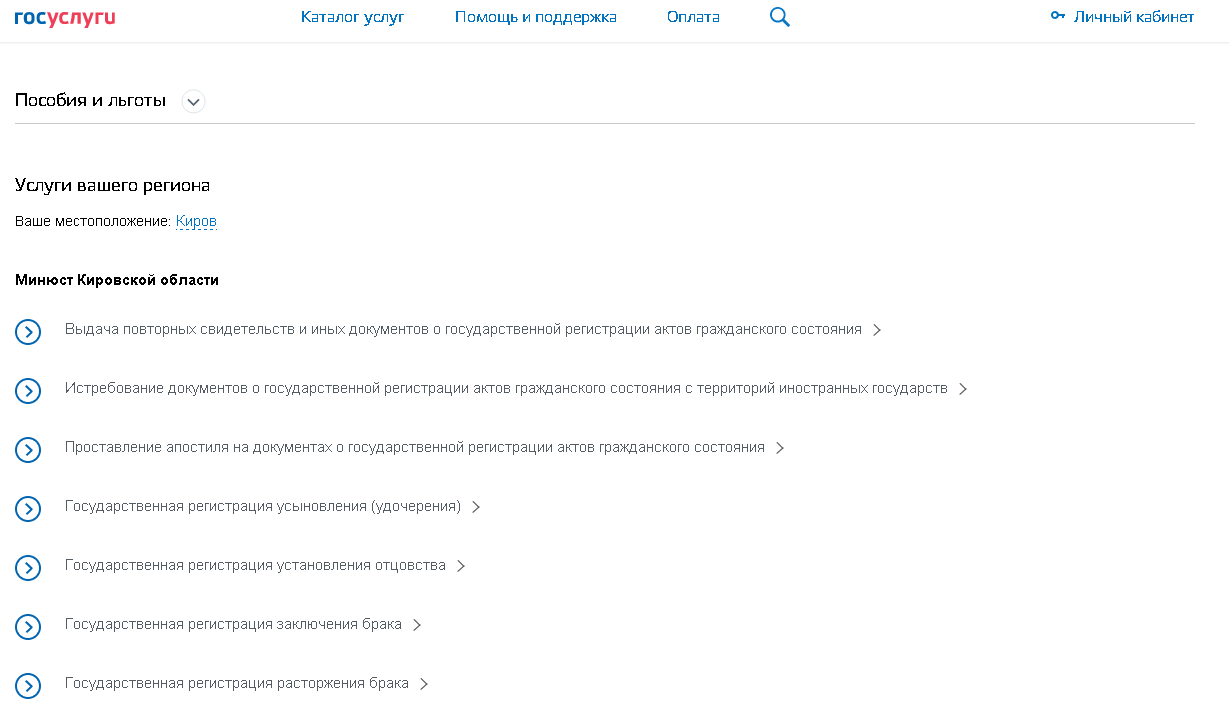 госуслуги Каталог услуг Помощь и поддержка Оплата Личный кабинет
Пособия и льготы
Услуги вашего региона
Ваше местоположение: Киров
Минюст Кировской области
Выдача повторных свидетельств и иных документов о государственной регистрации актов гражданского состояния
Истребование документов о государственной регистрации актов гражданского состояния с территорий иностранных государств
Проставление апостиля на документах о государственной регистрации актов гражданского состояния
Государственная регистрация усыновления (удочерения)
Государственная регистрация установления отцовства
Государственная регистрация заключения брака
Государственная регистрация расторжения брака